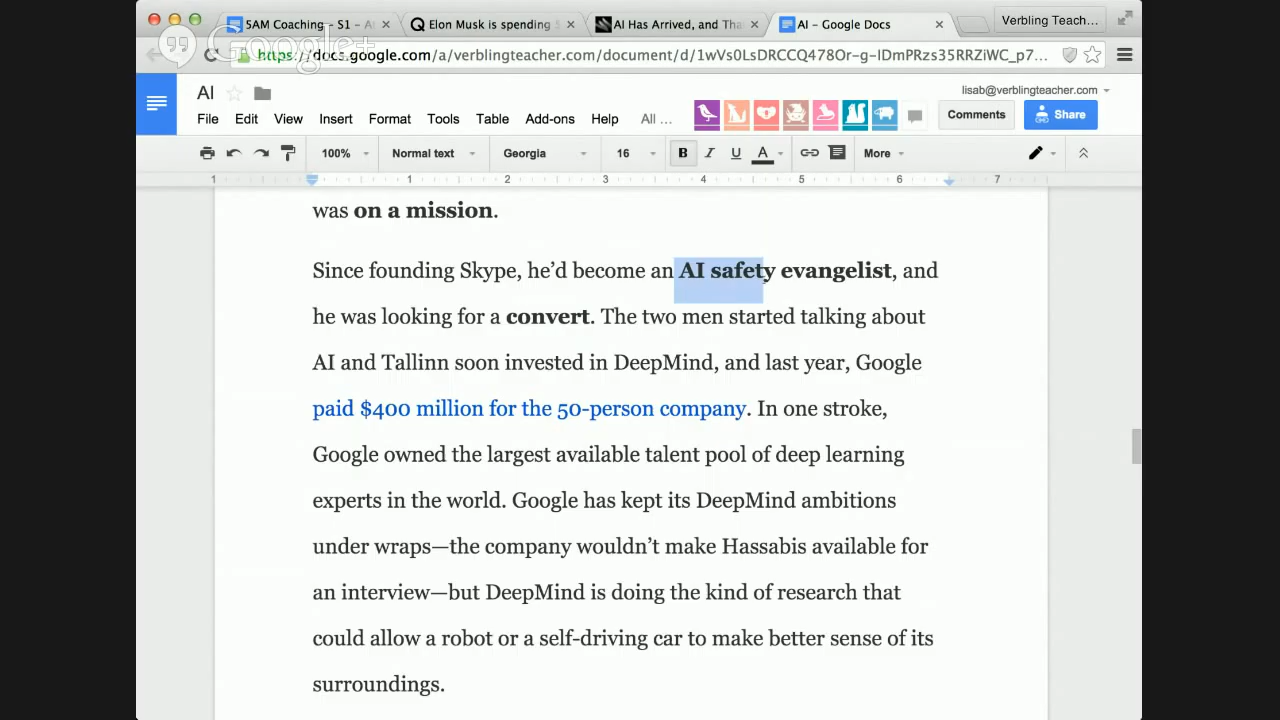 5AM Coaching - S1 - A
Elon Musk is spending
AI Has Arrived, and Tha
AI - Google Docs
Verbling Teach...
Google+
https://docs.google.com/a/verblingteacher.com/document/d/1wVs0LsDRCCQ478Or-g-IDmPRzs35RRZiWC_p7...
AI
lisab@verblingteacher.com
File Edit View Insert Format Tools Table Add-ons Help All ...
Comments
Share
100% Normal text Georgia 16 B I U A More
1 1 2 3 4 5 6 7
was on a mission.
Since founding Skype, he'd become an AI safety evangelist, and
he was looking for a convert. The two men started talking about
AI and Tallinn soon invested in DeepMind, and last year, Google
paid $400 million for the 50-person company. In one stroke,
Google owned the largest available talent pool of deep learning
experts in the world. Google has kept its DeepMind ambitions
under wraps—the company wouldn't make Hassabis available for
an interview—but DeepMind is doing the kind of research that
could allow a robot or a self-driving car to make better sense of its
surroundings.